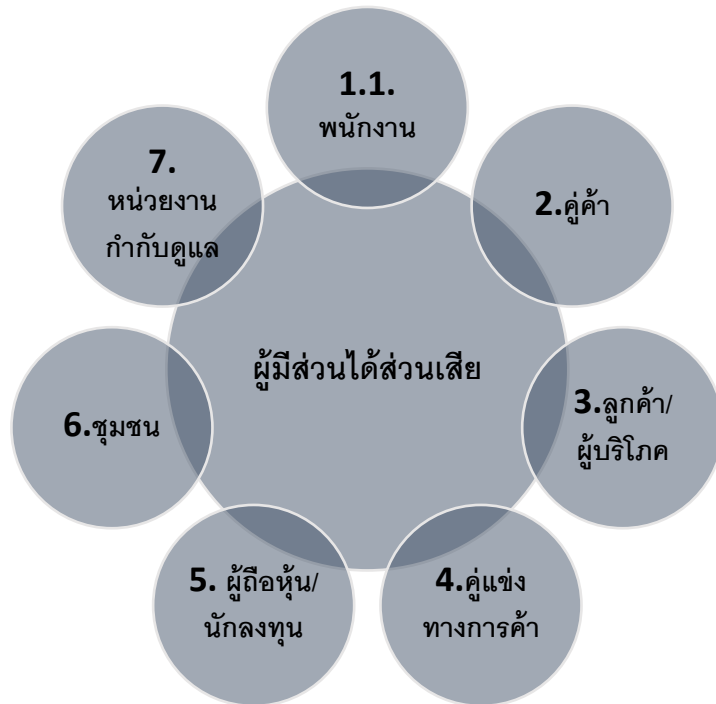 ผู้มีส่วนได้ส่วนเสีย
1.1.
พนักงาน
2.คู่ค้า
3.ลูกค้า/
ผู้บริโภค
4.คู่แข่ง
ทางการค้า
5. ผู้ถือหุ้น/
นักลงทุน
6.ชุมชน
7.
หน่วยงาน
กำกับดูแล